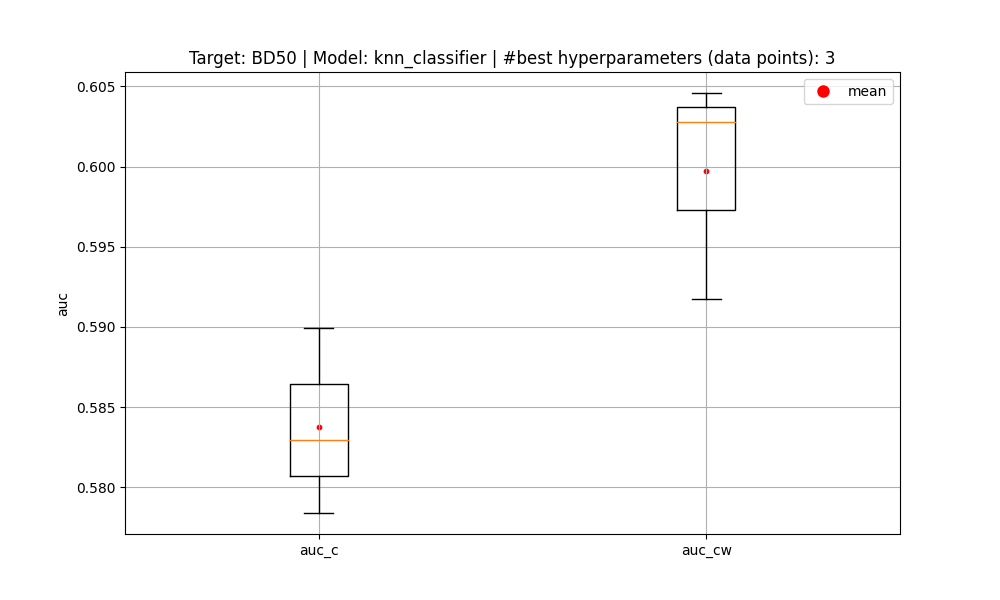 Target: BD50 | Model: knn_classifier | #best hyperparameters (data points): 3
mean
0.605
0.600
0.595
0.590
0.585
0.580
auc
auc_c
auc_cw